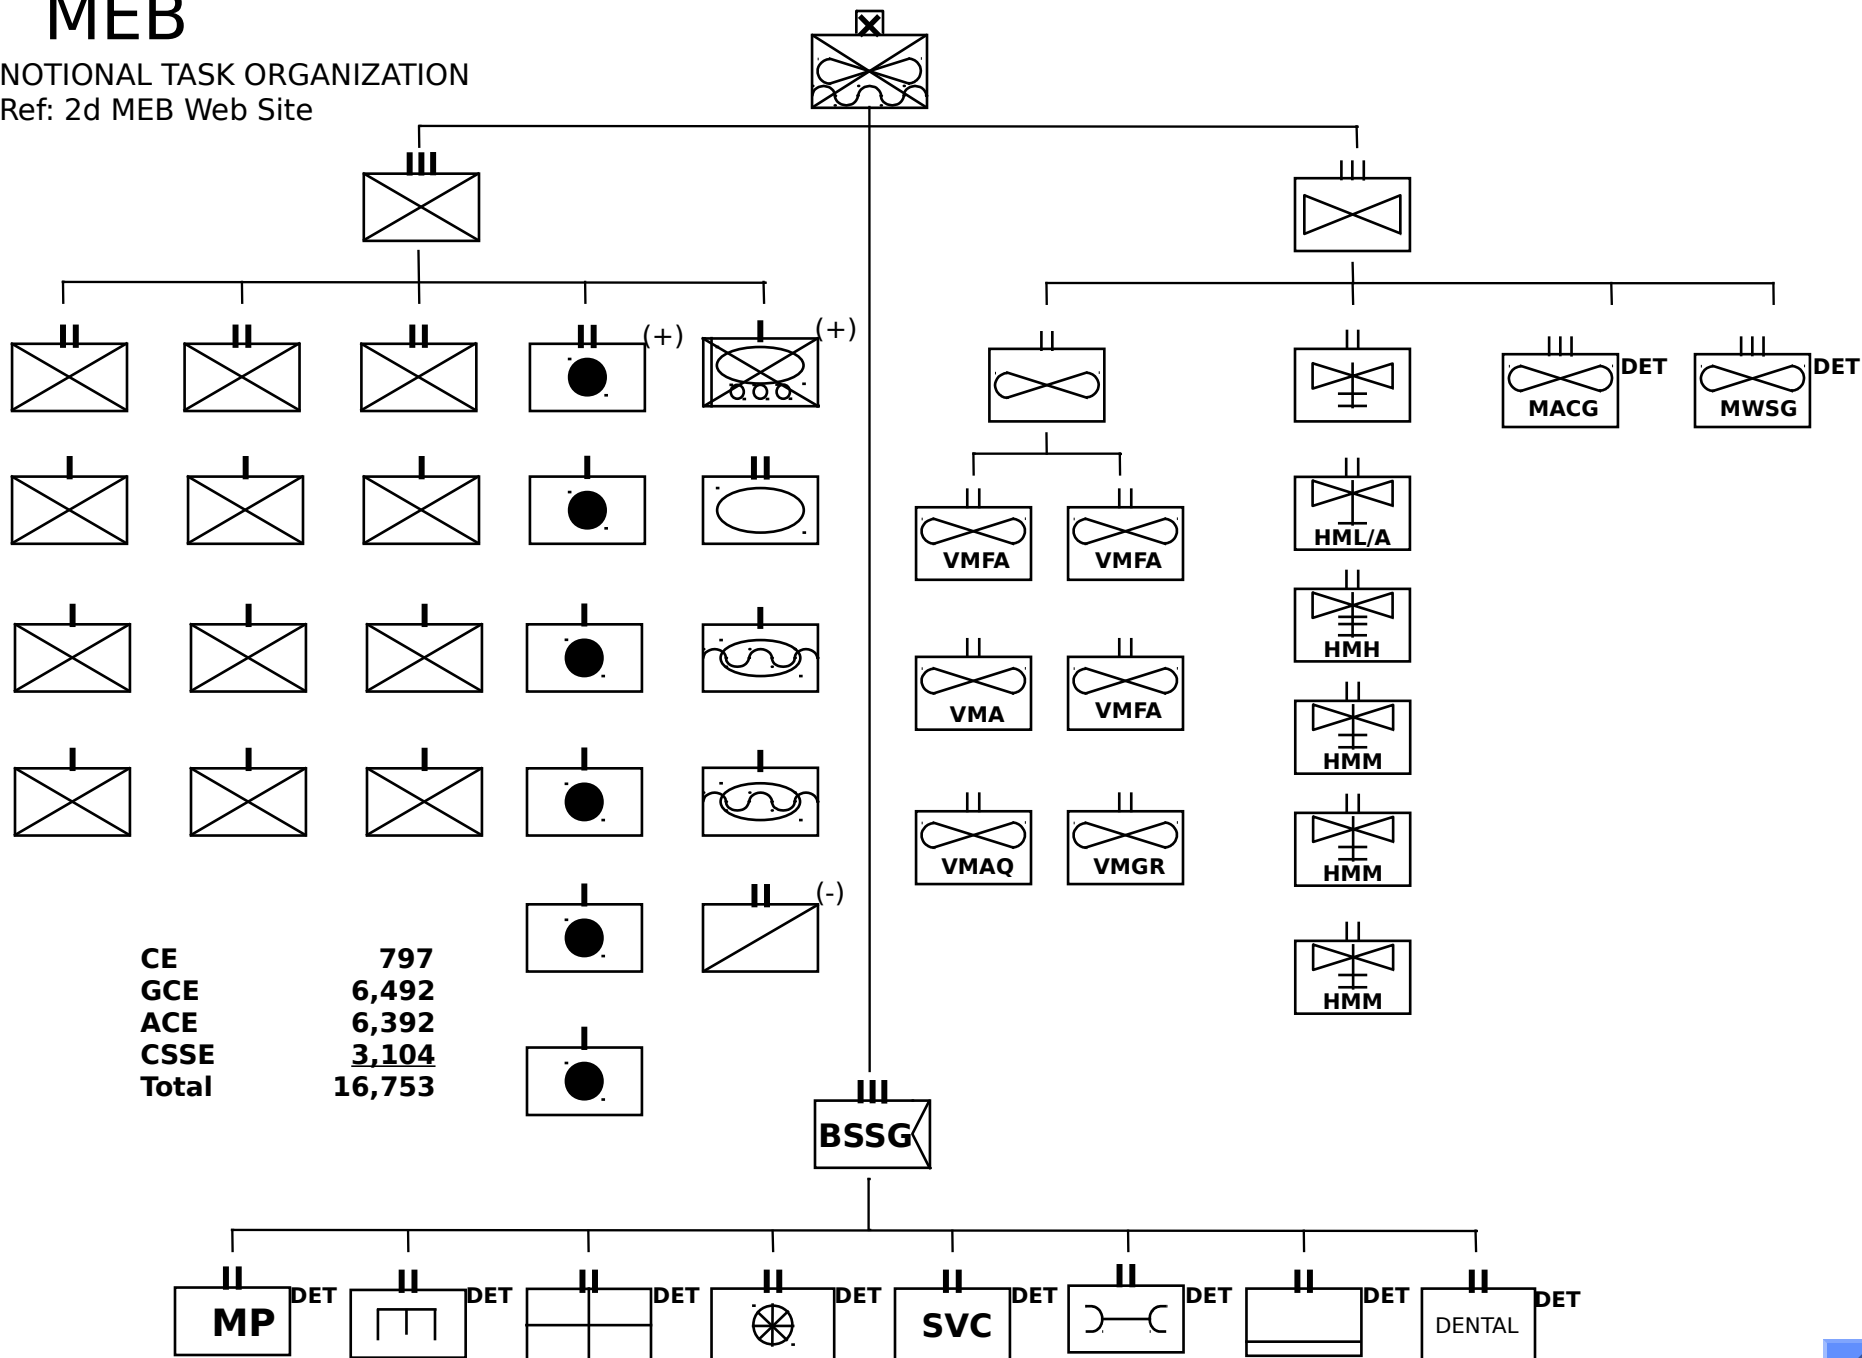 MEB
NOTIONAL TASK ORGANIZATION
Ref: 2d MEB Web Site
(+)
(+)
DET
DET
MACG
MWSG
HML/A
VMFA
VMFA
HMH
VMA
VMFA
HMM
VMAQ
VMGR
HMM
(-)
HMM
CE 797
GCE 6,492
ACE 6,392
CSSE 3,104
Total 16,753
BSSG
DET
DET
DET
DET
DET
DET
DET
DET
MP
SVC
DENTAL